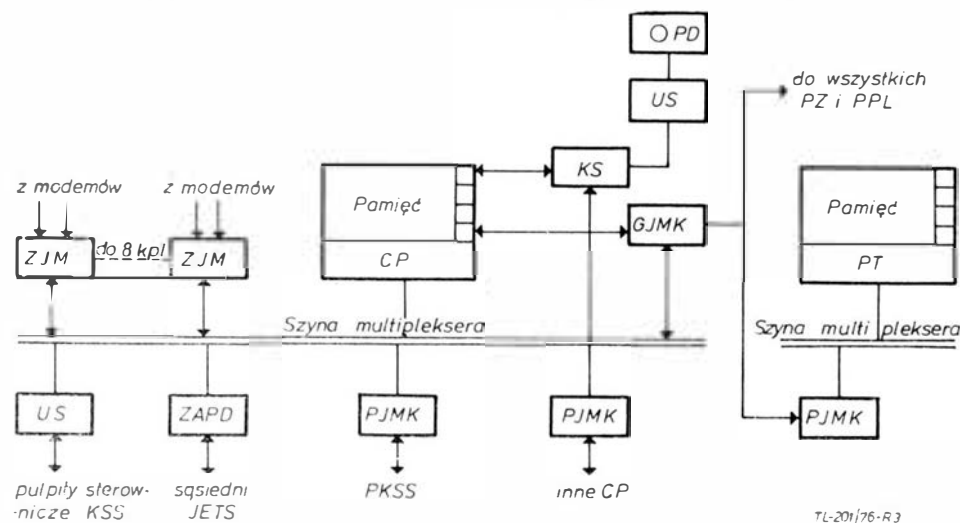 PD
US
do wszystkich
PZ i PPL
KS
z modemów
z modemów
Pamięć
Pamięć
GJMK
ZJM
do 8 kpl
ZJM
CP
PT
Szyna multipleksera
Szyna multipleksera
US
ZAPD
PJMK
PJMK
PJMK
pulpity sterow-
-nicze KSS
sąsiedni
JETS
PKSS
inne CP
TL-201/76-R3